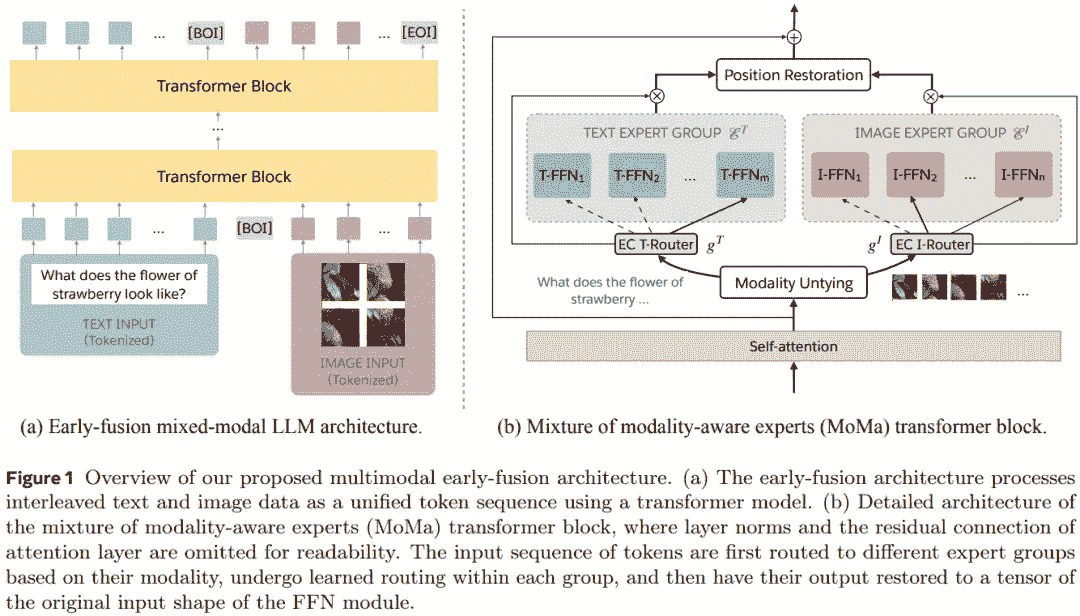 [BOI]
...
[EOI]
Transformer Block
...
Transformer Block
...
[BOI]
...
What does the flower of
strawberry look like?
TEXT INPUT
(Tokenized)
IMAGE INPUT
(Tokenized)
(a) Early-fusion mixed-modal LLM architecture.
Position Restoration
TEXT EXPERT GROUP ℰᵀ
IMAGE EXPERT GROUP ℰᴵ
T-FFN₁
T-FFN₂
...
T-FFNₘ
I-FFN₁
I-FFN₂
...
I-FFNₙ
EC T-Router
gᵀ
gᴵ
EC I-Router
What does the flower of
strawberry ...
Modality Untying
...
Self-attention
(b) Mixture of modality-aware experts (MoMa) transformer block.
Figure 1 Overview of our proposed multimodal early-fusion architecture. (a) The early-fusion architecture processes
interleaved text and image data as a unified token sequence using a transformer model. (b) Detailed architecture of
the mixture of modality-aware experts (MoMa) transformer block, where layer norms and the residual connection of
attention layer are omitted for readability. The input sequence of tokens are first routed to different expert groups
based on their modality, undergo learned routing within each group, and then have their output restored to a tensor of
the original input shape of the FFN module.